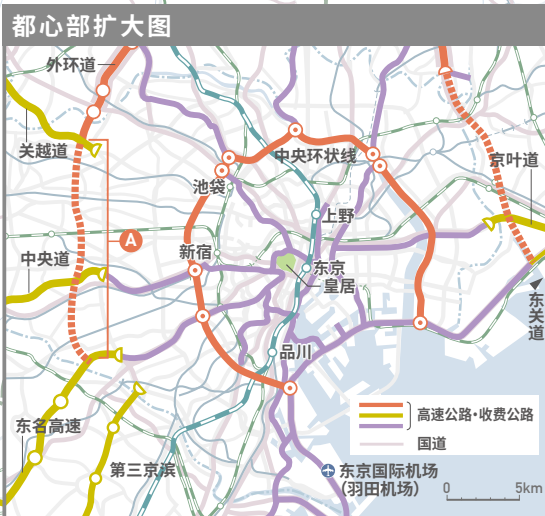 都心部扩大图
外环道
关越道
中央环状线
京叶道
池袋
上野
A
新宿
中央道
东京
皇居
东关道
品川
高速公路·收费公路
东名高速
国道
第三京滨
东京国际机场
（羽田机场）
0 5km